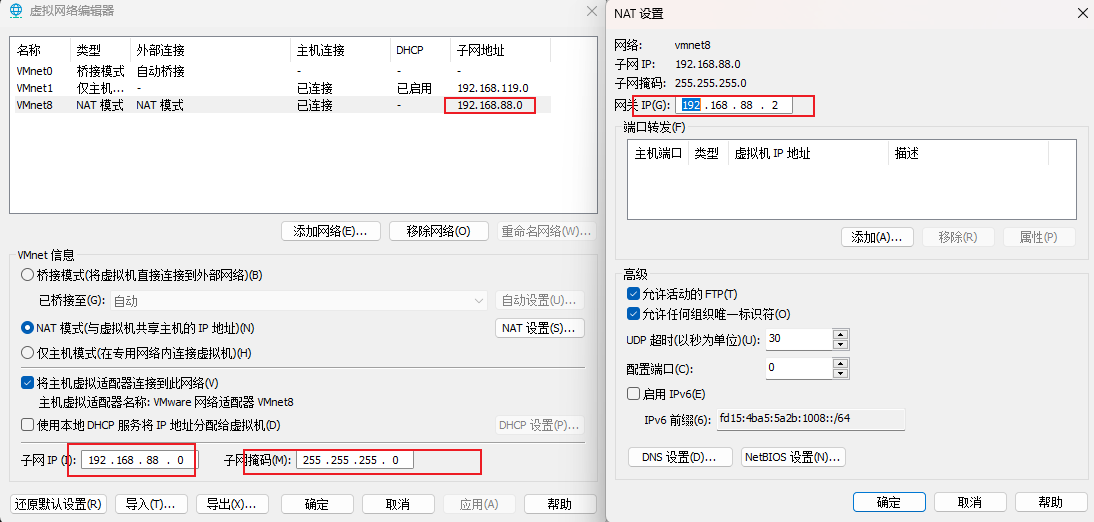 虚拟网络编辑器
名称 类型 外部连接 主机连接 DHCP 子网地址
VMnet0 桥接模式 自动桥接 - - -
VMnet1 仅主机... - 已连接 已启用 192.168.119.0
VMnet8 NAT 模式 NAT 模式 已连接 - 192.168.88.0
添加网络(E)... 移除网络(O) 重命名网络(W)...
VMnet 信息
桥接模式(将虚拟机直接连接到外部网络)(B)
已桥接至(G): 自动 自动设置(U)...
NAT 模式(与虚拟机共享主机的 IP 地址)(N) NAT 设置(S)...
仅主机模式(在专用网络内连接虚拟机)(H)
将主机虚拟适配器连接到此网络(V)
主机虚拟适配器名称: VMware 网络适配器 VMnet8
使用本地 DHCP 服务将 IP 地址分配给虚拟机(D) DHCP 设置(P)...
子网 IP (I): 192 . 168 . 88 . 0 子网掩码(M): 255 . 255 . 255 . 0
还原默认设置(R) 导入(T)... 导出(X)... 确定 取消 应用(A) 帮助
NAT 设置
网络: vmnet8
子网 IP: 192.168.88.0
子网掩码: 255.255.255.0
网关 IP(G): 192 . 168 . 88 . 2
端口转发(F)
主机端口 类型 虚拟机 IP 地址 描述
添加(A)... 移除(R) 属性(P)...
高级
允许活动的 FTP(T)
允许任何组织唯一标识符(O)
UDP 超时(以秒为单位)(U): 30
配置端口(C): 0
启用 IPv6(E)
IPv6 前缀(6): fd15:4ba5:5a2b:1008::/64
DNS 设置(D)... NetBIOS 设置(N)...
确定 取消 帮助